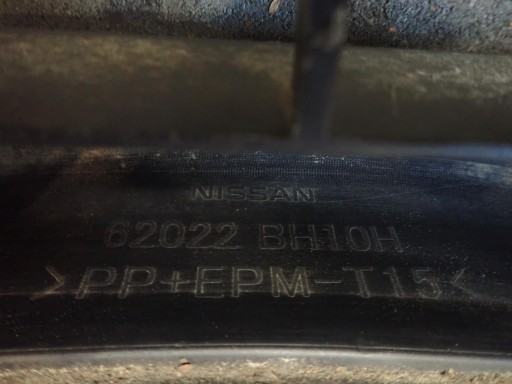 NISSAN
62022 BH10H
>PP+EPM-T15<